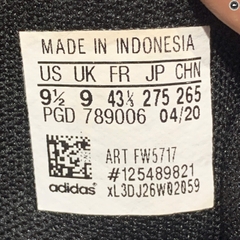 MADE IN INDONESIA
US UK FR JP CHN
9½ 9 43⅓ 275 265
PGD 789006 04/20
ART FW5717
#125489821
adidas® xL3DJ26W02059